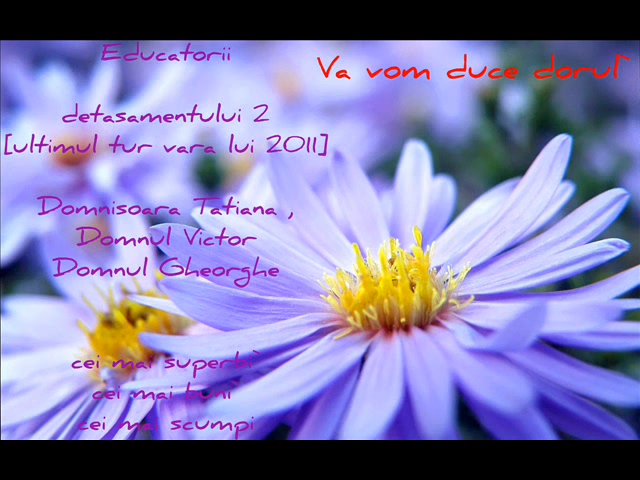 Educatorii
Va vom duce dorul~
detasamentului 2
[ultimul tur vara lui 2011]
Domnisoara Tatiana ,
Domnul Victor
Domnul Gheorghe
cei mai superbi~
cei mai buni~
cei mai scumpi